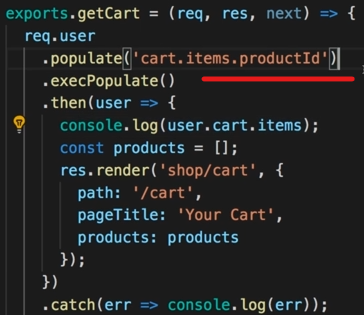 exports.getCart = (req, res, next) => {
req.user
.populate('cart.items.productId')
.execPopulate()
.then(user => {
console.log(user.cart.items);
const products = [];
res.render('shop/cart', {
path: '/cart',
pageTitle: 'Your Cart',
products: products
});
})
.catch(err => console.log(err));